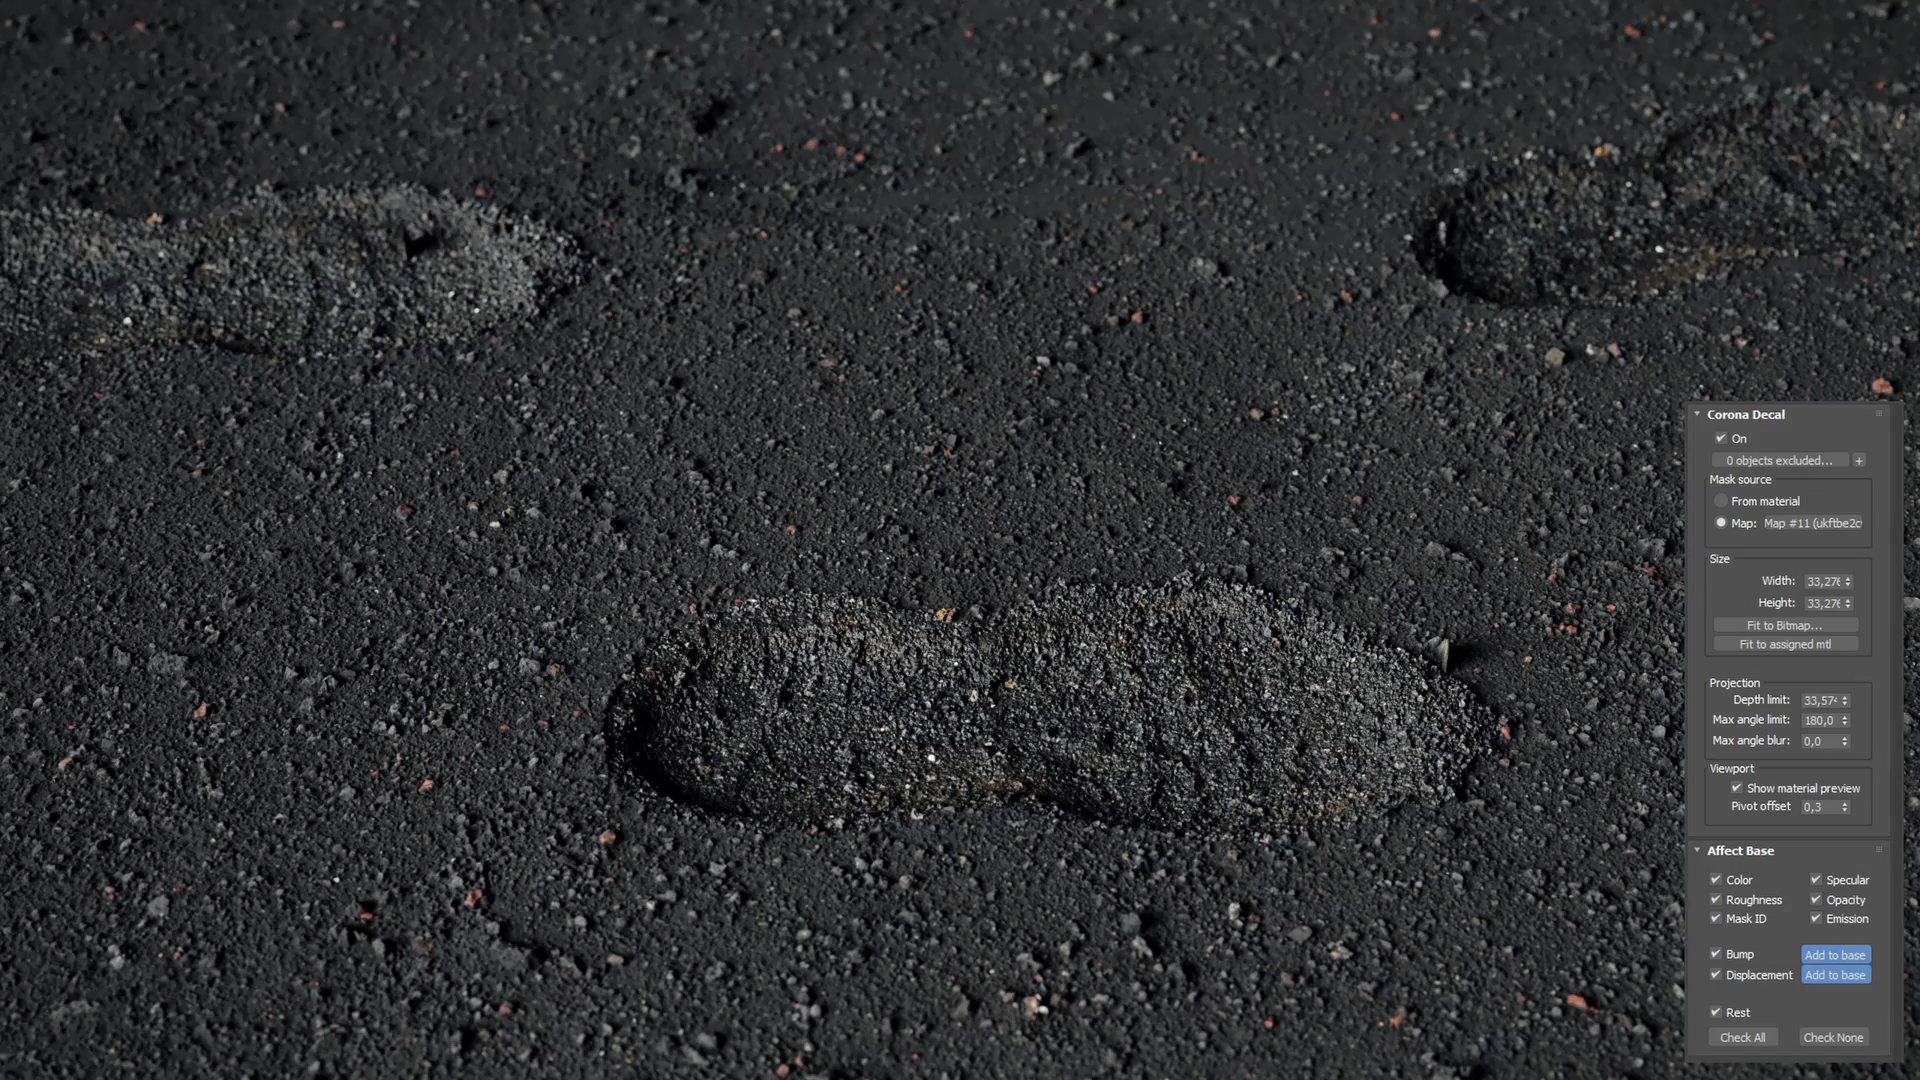 Corona Decal
On
0 objects excluded... +
Mask source
From material
Map: Map #11 (ukftbe2c
Size
Width: 33,276
Height: 33,276
Fit to Bitmap...
Fit to assigned mtl
Projection
Depth limit: 33,57
Max angle limit: 180,0
Max angle blur: 0,0
Viewport
Show material preview
Pivot offset 0,3
Affect Base
Color Specular
Roughness Opacity
Mask ID Emission
Bump Add to base
Displacement Add to base
Rest
Check All Check None